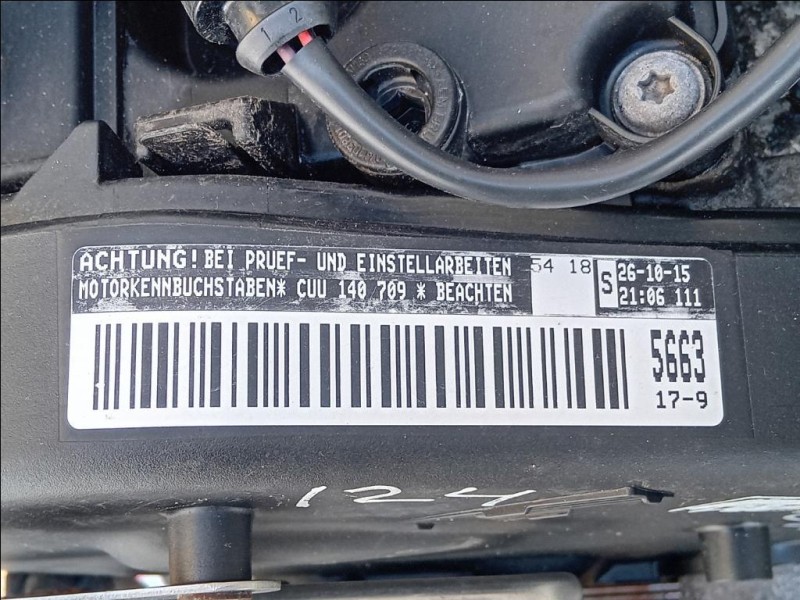 1 2
ACHTUNG! BEI PRUEF- UND EINSTELLARBEITEN 54 18 S 26-10-15
MOTORKENNBUCHSTABEN* CUU 140 709 * BEACHTEN 21:06 111
5663
17-9
124